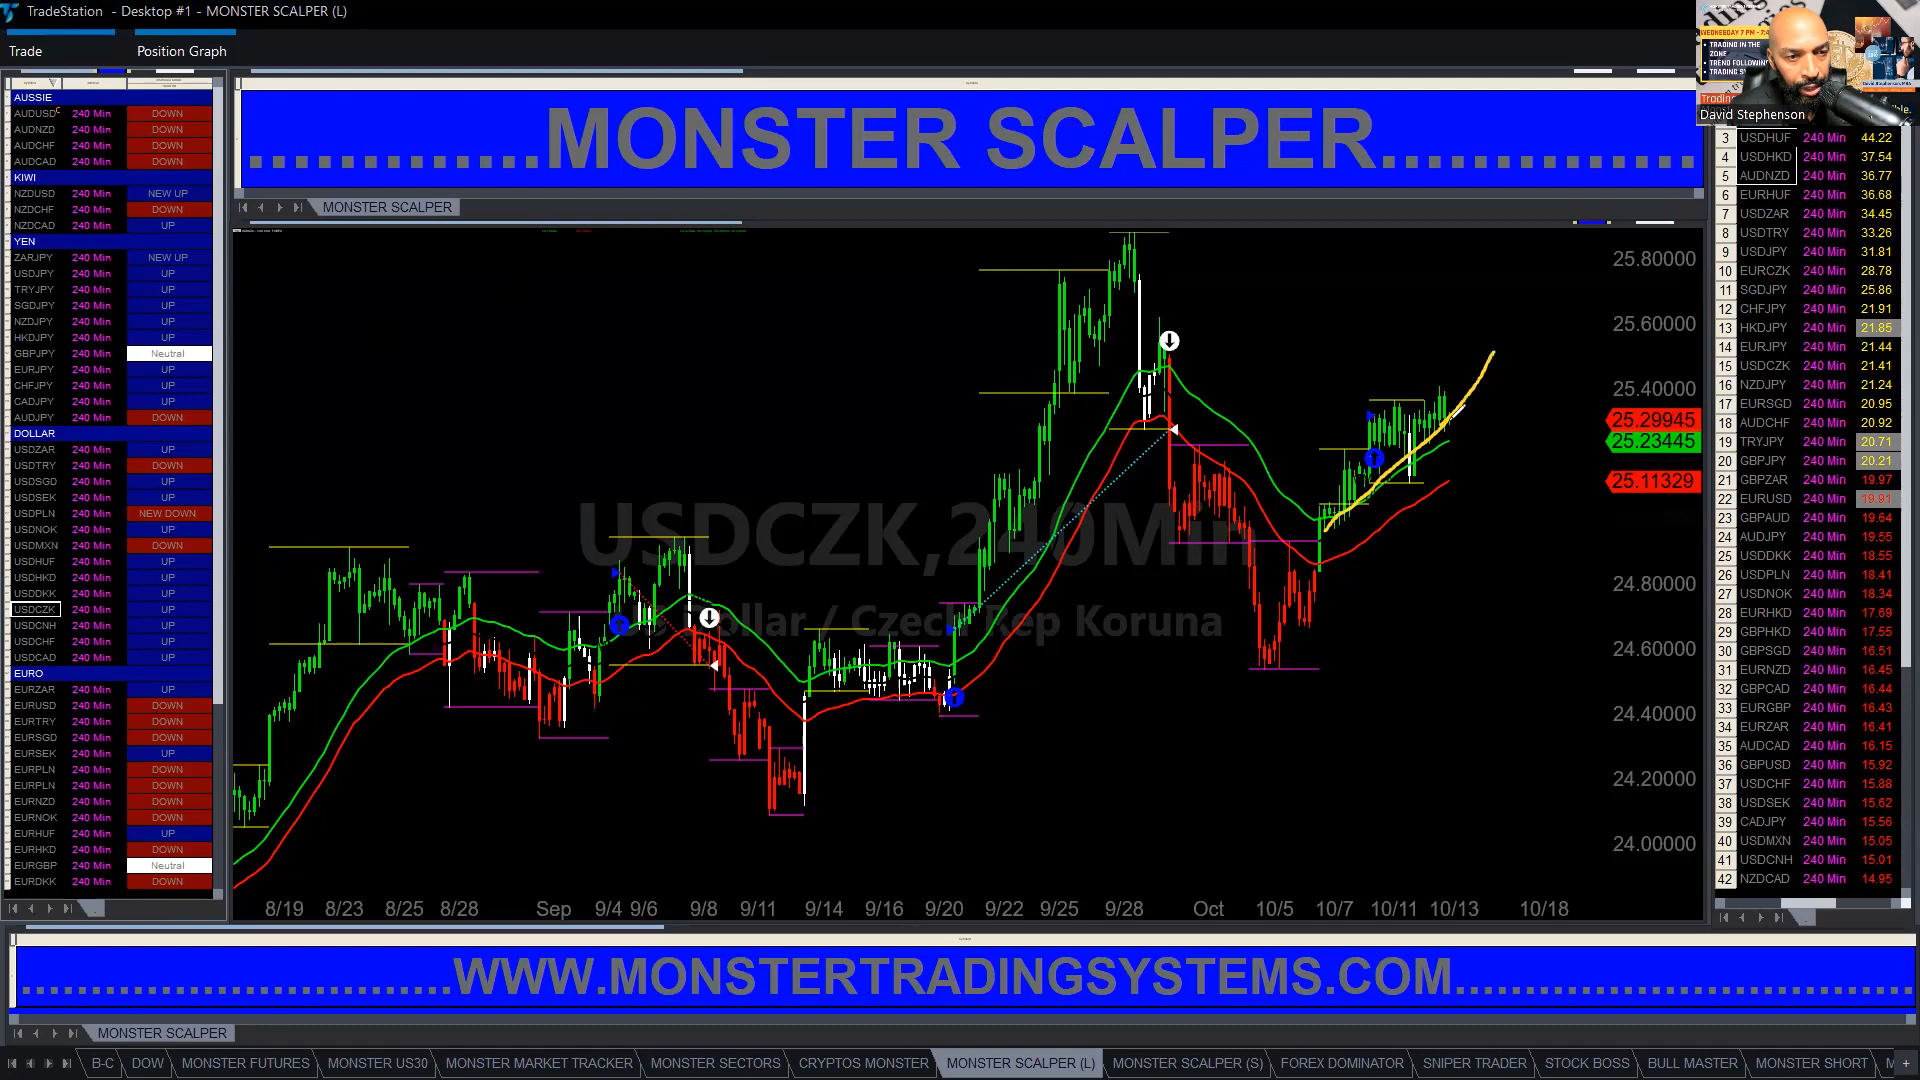 TradeStation - Desktop #1 - MONSTER SCALPER (L)
Trade
Position Graph
AUSSIE
AUDUSD 240 Min DOWN
AUDNZD 240 Min DOWN
AUDCHF 240 Min DOWN
AUDCAD 240 Min DOWN
KIWI
NZDUSD 240 Min NEW UP
NZDCHF 240 Min DOWN
NZDCAD 240 Min UP
YEN
ZARJPY 240 Min NEW UP
USDJPY 240 Min UP
TRYJPY 240 Min UP
SGDJPY 240 Min UP
NZDJPY 240 Min UP
HKDJPY 240 Min UP
GBPJPY 240 Min Neutral
EURJPY 240 Min UP
CHFJPY 240 Min UP
CADJPY 240 Min UP
AUDJPY 240 Min DOWN
DOLLAR
USDZAR 240 Min UP
USDTRY 240 Min DOWN
USDSGD 240 Min UP
USDSEK 240 Min UP
USDPLN 240 Min NEW DOWN
USDNOK 240 Min UP
USDMXN 240 Min DOWN
USDHUF 240 Min UP
USDHKD 240 Min UP
USDDKK 240 Min UP
USDCZK 240 Min UP
USDCNH 240 Min UP
USDCHF 240 Min UP
USDCAD 240 Min UP
EURO
EURZAR 240 Min UP
EURUSD 240 Min DOWN
EURTRY 240 Min DOWN
EURSGD 240 Min DOWN
EURSEK 240 Min UP
EURPLN 240 Min DOWN
EURPLN 240 Min DOWN
EURNZD 240 Min DOWN
EURNOK 240 Min DOWN
EURHUF 240 Min UP
EURHKD 240 Min DOWN
EURGBP 240 Min Neutral
EURDKK 240 Min DOWN
..............MONSTER SCALPER...............
MONSTER SCALPER
USDCZK,240Min
US Dollar / Czech Rep Koruna
25.80000
25.60000
25.40000
25.29945
25.23445
25.11329
24.80000
24.60000
24.40000
24.20000
24.00000
8/19 8/23 8/25 8/28 Sep 9/4 9/6 9/8 9/11 9/14 9/16 9/20 9/22 9/25 9/28 Oct 10/5 10/7 10/11 10/13 10/18
WEDNESDAY 7 PM
TRADING IN THE
ZONE
TREND FOLLOWING
David Stephenson
3 USDHUF 240 Min 44.22
4 USDHKD 240 Min 37.54
5 AUDNZD 240 Min 36.77
6 EURHUF 240 Min 36.68
7 USDZAR 240 Min 34.45
8 USDTRY 240 Min 33.26
9 USDJPY 240 Min 31.81
10 EURCZK 240 Min 28.78
11 SGDJPY 240 Min 25.86
12 CHFJPY 240 Min 21.91
13 HKDJPY 240 Min 21.85
14 EURJPY 240 Min 21.44
15 USDCZK 240 Min 21.41
16 NZDJPY 240 Min 21.24
17 EURSGD 240 Min 20.95
18 AUDCHF 240 Min 20.92
19 TRYJPY 240 Min 20.71
20 GBPJPY 240 Min 20.21
21 GBPZAR 240 Min 19.97
22 EURUSD 240 Min 19.91
23 GBPAUD 240 Min 19.64
24 AUDJPY 240 Min 19.55
25 USDDKK 240 Min 18.55
26 USDPLN 240 Min 18.41
27 USDNOK 240 Min 18.34
28 EURHKD 240 Min 17.69
29 GBPHKD 240 Min 17.55
30 GBPSGD 240 Min 16.51
31 EURNZD 240 Min 16.45
32 GBPCAD 240 Min 16.44
33 EURGBP 240 Min 16.43
34 EURZAR 240 Min 16.41
35 AUDCAD 240 Min 16.15
36 GBPUSD 240 Min 15.92
37 USDCHF 240 Min 15.88
38 USDSEK 240 Min 15.62
39 CADJPY 240 Min 15.56
40 USDMXN 240 Min 15.05
41 USDCNH 240 Min 15.01
42 NZDCAD 240 Min 14.95
..............................WWW.MONSTERTRADINGSYSTEMS.COM..............................
MONSTER SCALPER
B-C DOW MONSTER FUTURES MONSTER US30 MONSTER MARKET TRACKER MONSTER SECTORS CRYPTOS MONSTER MONSTER SCALPER (L) MONSTER SCALPER (S) FOREX DOMINATOR SNIPER TRADER STOCK BOSS BULL MASTER MONSTER SHORT